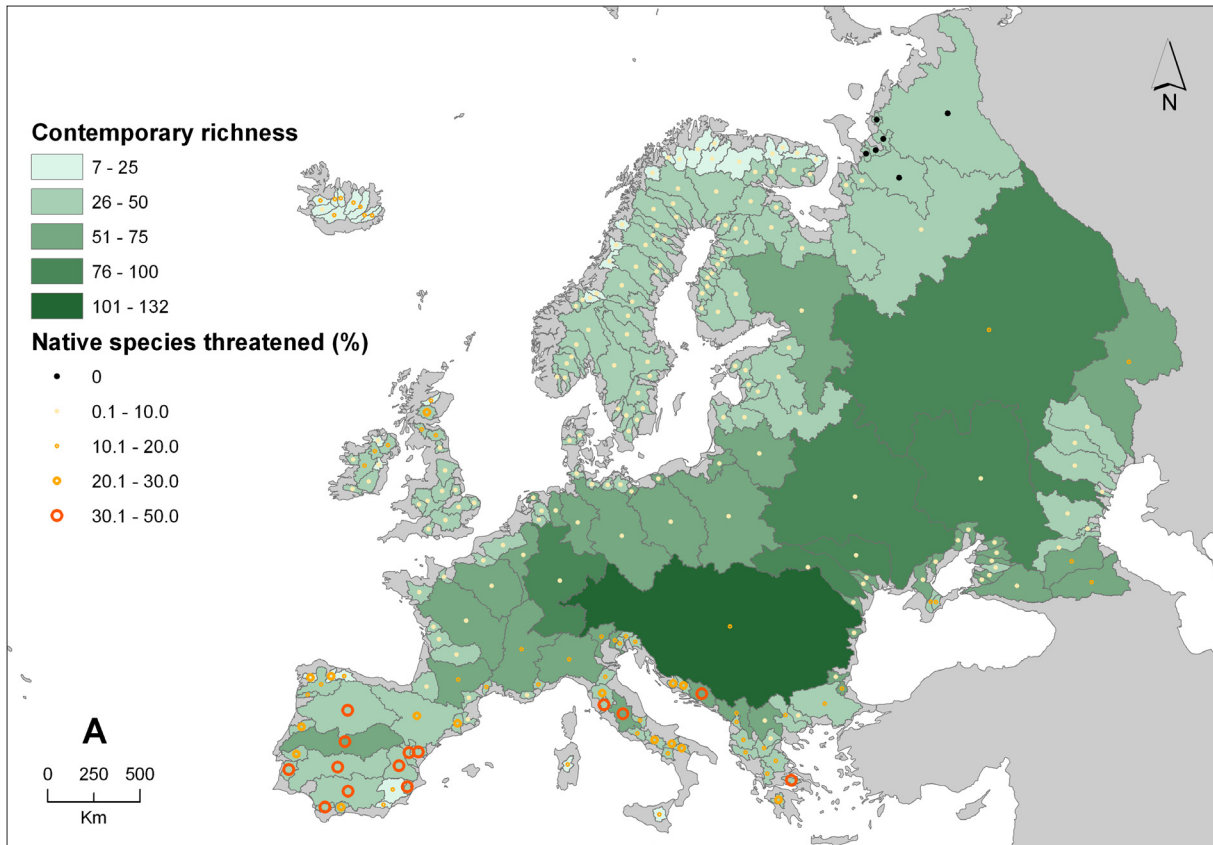 N
Contemporary richness
7 - 25
26 - 50
51 - 75
76 - 100
101 - 132
Native species threatened (%)
0
0.1 - 10.0
10.1 - 20.0
20.1 - 30.0
30.1 - 50.0
A
0 250 500
Km